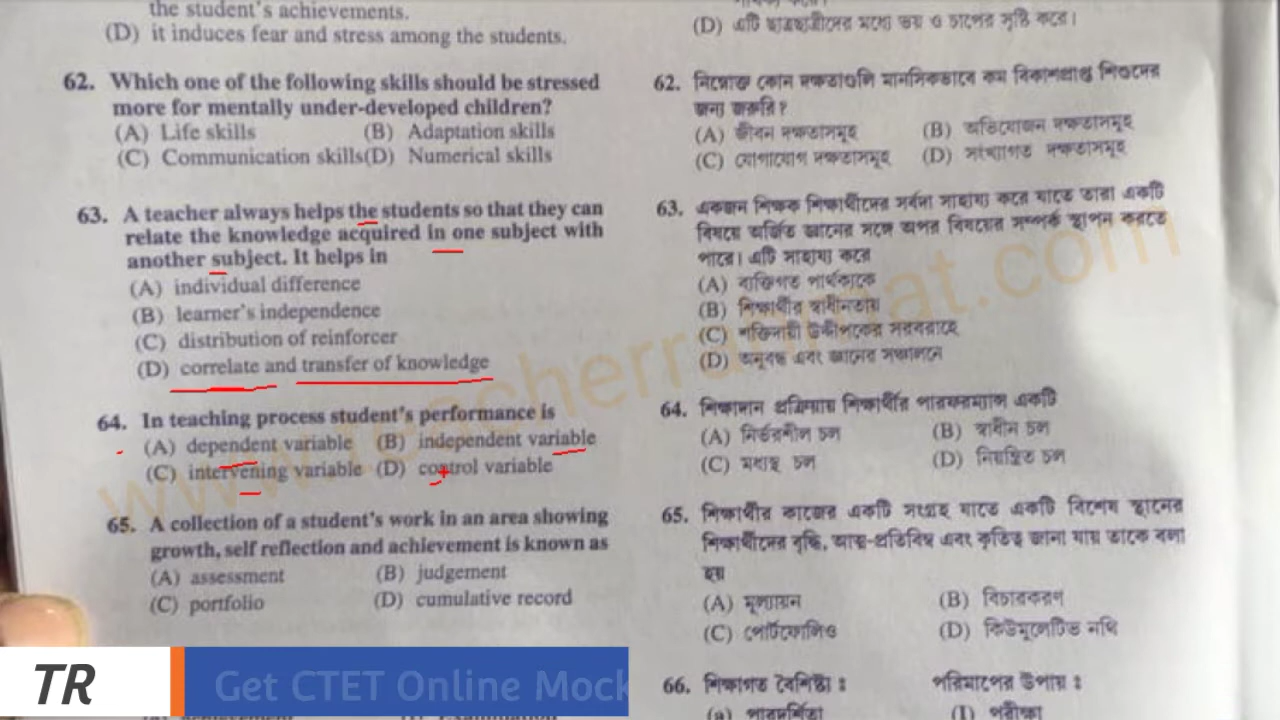 the student's achievements.
(D) it induces fear and stress among the students.
62. Which one of the following skills should be stressed
more for mentally under-developed children?
(A) Life skills (B) Adaptation skills
(C) Communication skills(D) Numerical skills
63. A teacher always helps the students so that they can
relate the knowledge acquired in one subject with
another subject. It helps in
(A) individual difference
(B) learner's independence
(C) distribution of reinforcer
(D) correlate and transfer of knowledge
64. In teaching process student's performance is
(A) dependent variable (B) independent variable
(C) intervening variable (D) control variable
65. A collection of a student's work in an area showing
growth, self reflection and achievement is known as
(A) assessment (B) judgement
(C) portfolio (D) cumulative record
(D) এটি ছাত্রছাত্রীদের মধ্যে ভয় ও চাপের সৃষ্টি করে।
62. নিম্নোক্ত কোন দক্ষতাগুলি মানসিকভাবে কম বিকাশপ্রাপ্ত শিশুদের
জন্য জরুরি?
(A) জীবন দক্ষতাসমূহ (B) অভিযোজন দক্ষতাসমূহ
(C) যোগাযোগ দক্ষতাসমূহ (D) সংখ্যাগত দক্ষতাসমূহ
63. একজন শিক্ষক শিক্ষার্থীদের সর্বদা সাহায্য করে যাতে তারা একটি
বিষয়ে অর্জিত জ্ঞানের সঙ্গে অপর বিষয়ের সম্পর্ক স্থাপন করতে
পারে। এটি সাহায্য করে
(A) ব্যক্তিগত পার্থক্যকে
(B) শিক্ষার্থীর স্বাধীনতায়
(C) শক্তিদায়ী উদ্দীপকের সরবরাহে
(D) অনুবন্ধ এবং জ্ঞানের সঞ্চালনে
64. শিক্ষাদান প্রক্রিয়ায় শিক্ষার্থীর পারফরম্যান্স একটি
(A) নির্ভরশীল চল (B) স্বাধীন চল
(C) মধ্যস্থ চল (D) নিয়ন্ত্রিত চল
65. শিক্ষার্থীর কাজের একটি সংগ্রহ যাতে একটি বিশেষ স্থানের
শিক্ষার্থীদের বৃদ্ধি, আত্ম-প্রতিবিম্ব এবং কৃতিত্ব জানা যায় তাকে বলা
হয়
(A) মূল্যায়ন (B) বিচারকরণ
(C) পোর্টফোলিও (D) কিউমুলেটিভ নথি
66. শিক্ষাগত বৈশিষ্ট্য : পরিমাপের উপায় :
(a) পারদর্শিতা (I) পরীক্ষা
TR Get CTET Online Mock